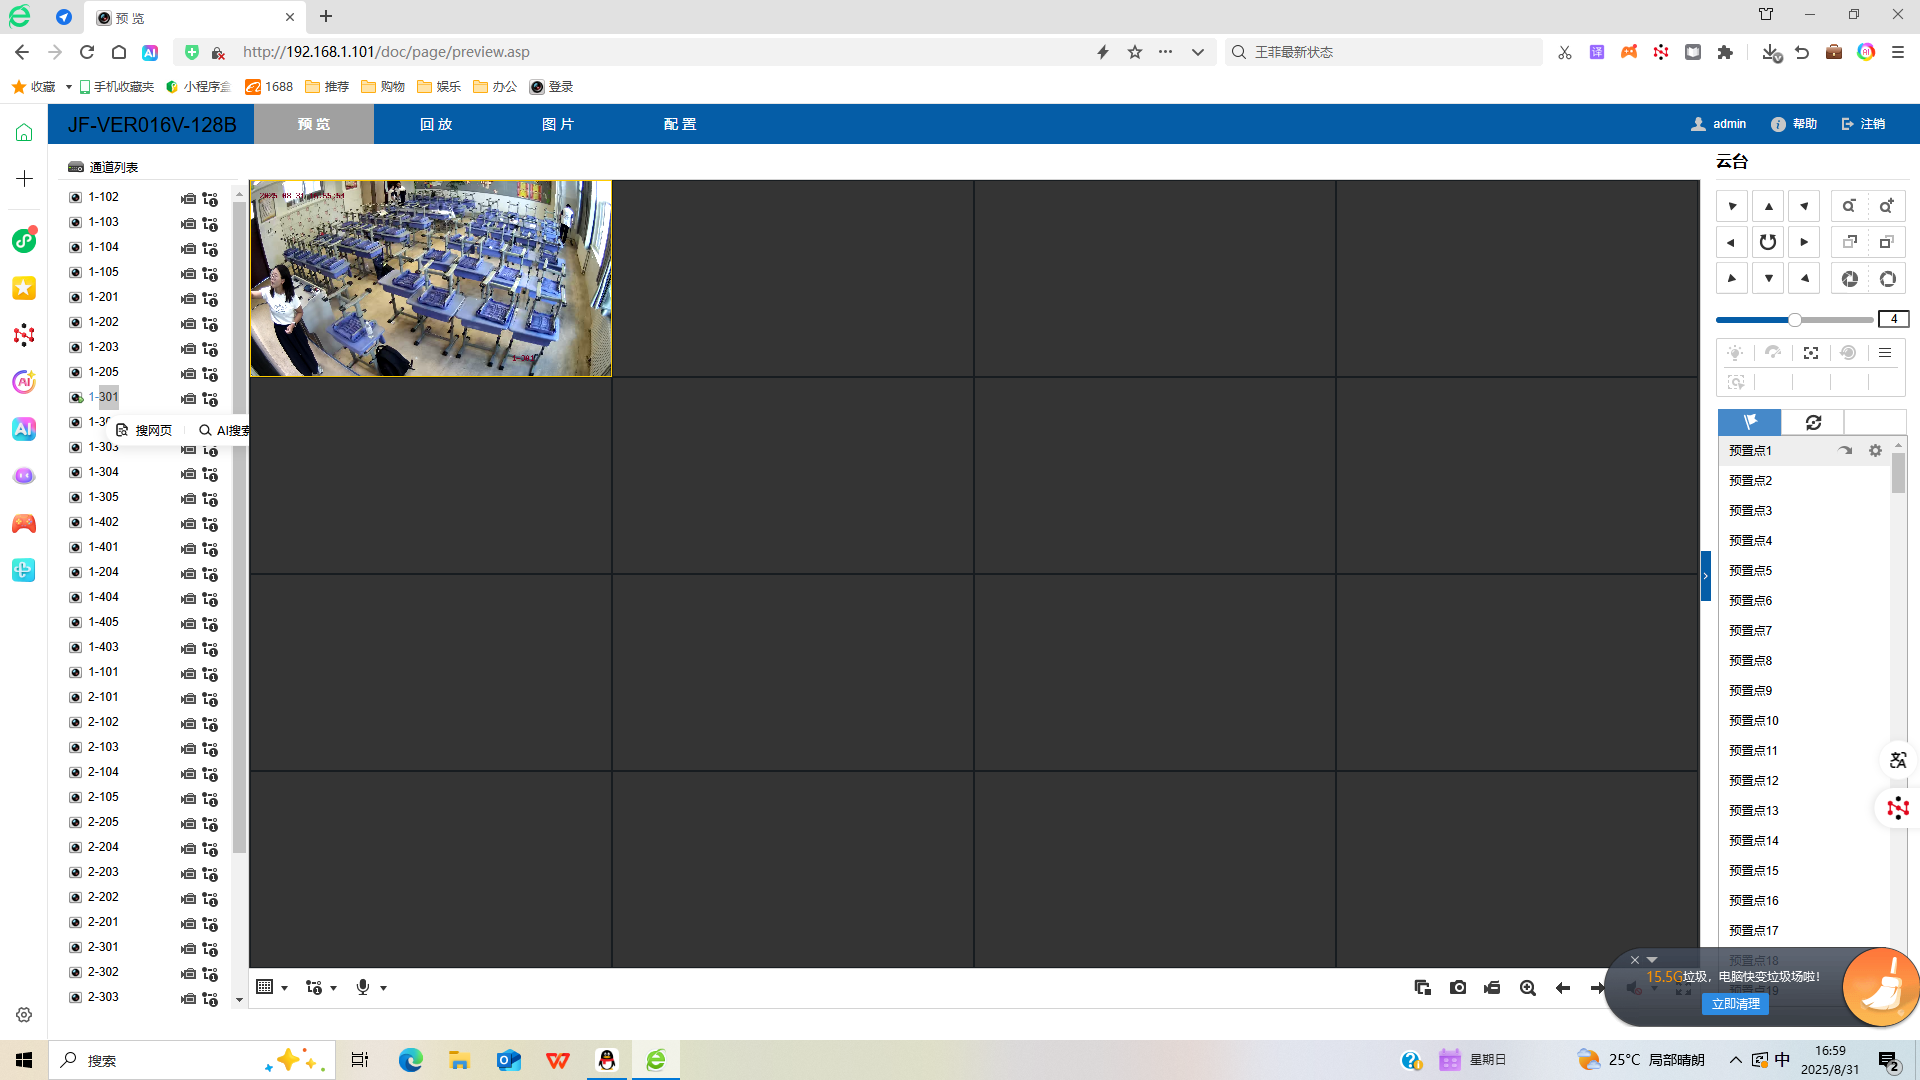 预 览
http://192.168.1.101/doc/page/preview.asp
王菲最新状态
收藏
手机收藏夹
小程序盒
1688
推荐
购物
娱乐
办公
登录
JF-VER016V-128B
预 览
回 放
图 片
配 置
admin
帮助
注销
通道列表
1-102
1-103
1-104
1-105
1-201
1-202
1-203
1-205
1-301
搜网页
AI搜索
1-303
1-304
1-305
1-402
1-401
1-204
1-404
1-405
1-403
1-101
2-101
2-102
2-103
2-104
2-105
2-205
2-204
2-203
2-202
2-201
2-301
2-302
2-303
1-301
云台
4
预置点1
预置点2
预置点3
预置点4
预置点5
预置点6
预置点7
预置点8
预置点9
预置点10
预置点11
预置点12
预置点13
预置点14
预置点15
预置点16
预置点17
预置点18
预置点19
15.5G垃圾，电脑快变垃圾场啦！
立即清理
搜索
星期日
25°C 局部晴朗
中
16:59
2025/8/31
2